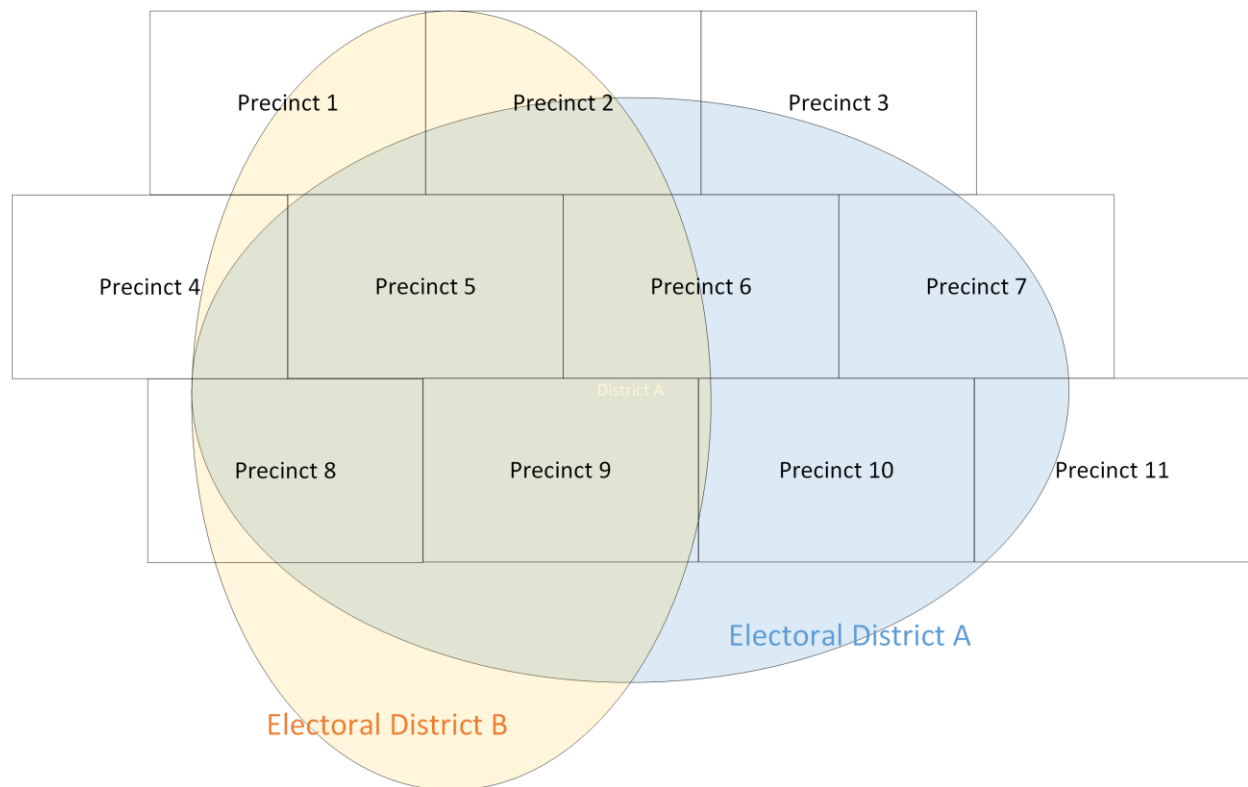 Precinct 1
Precinct 2
Precinct 3
Precinct 4
Precinct 5
Precinct 6
Precinct 7
District A
Precinct 8
Precinct 9
Precinct 10
Precinct 11
Electoral District A
Electoral District B